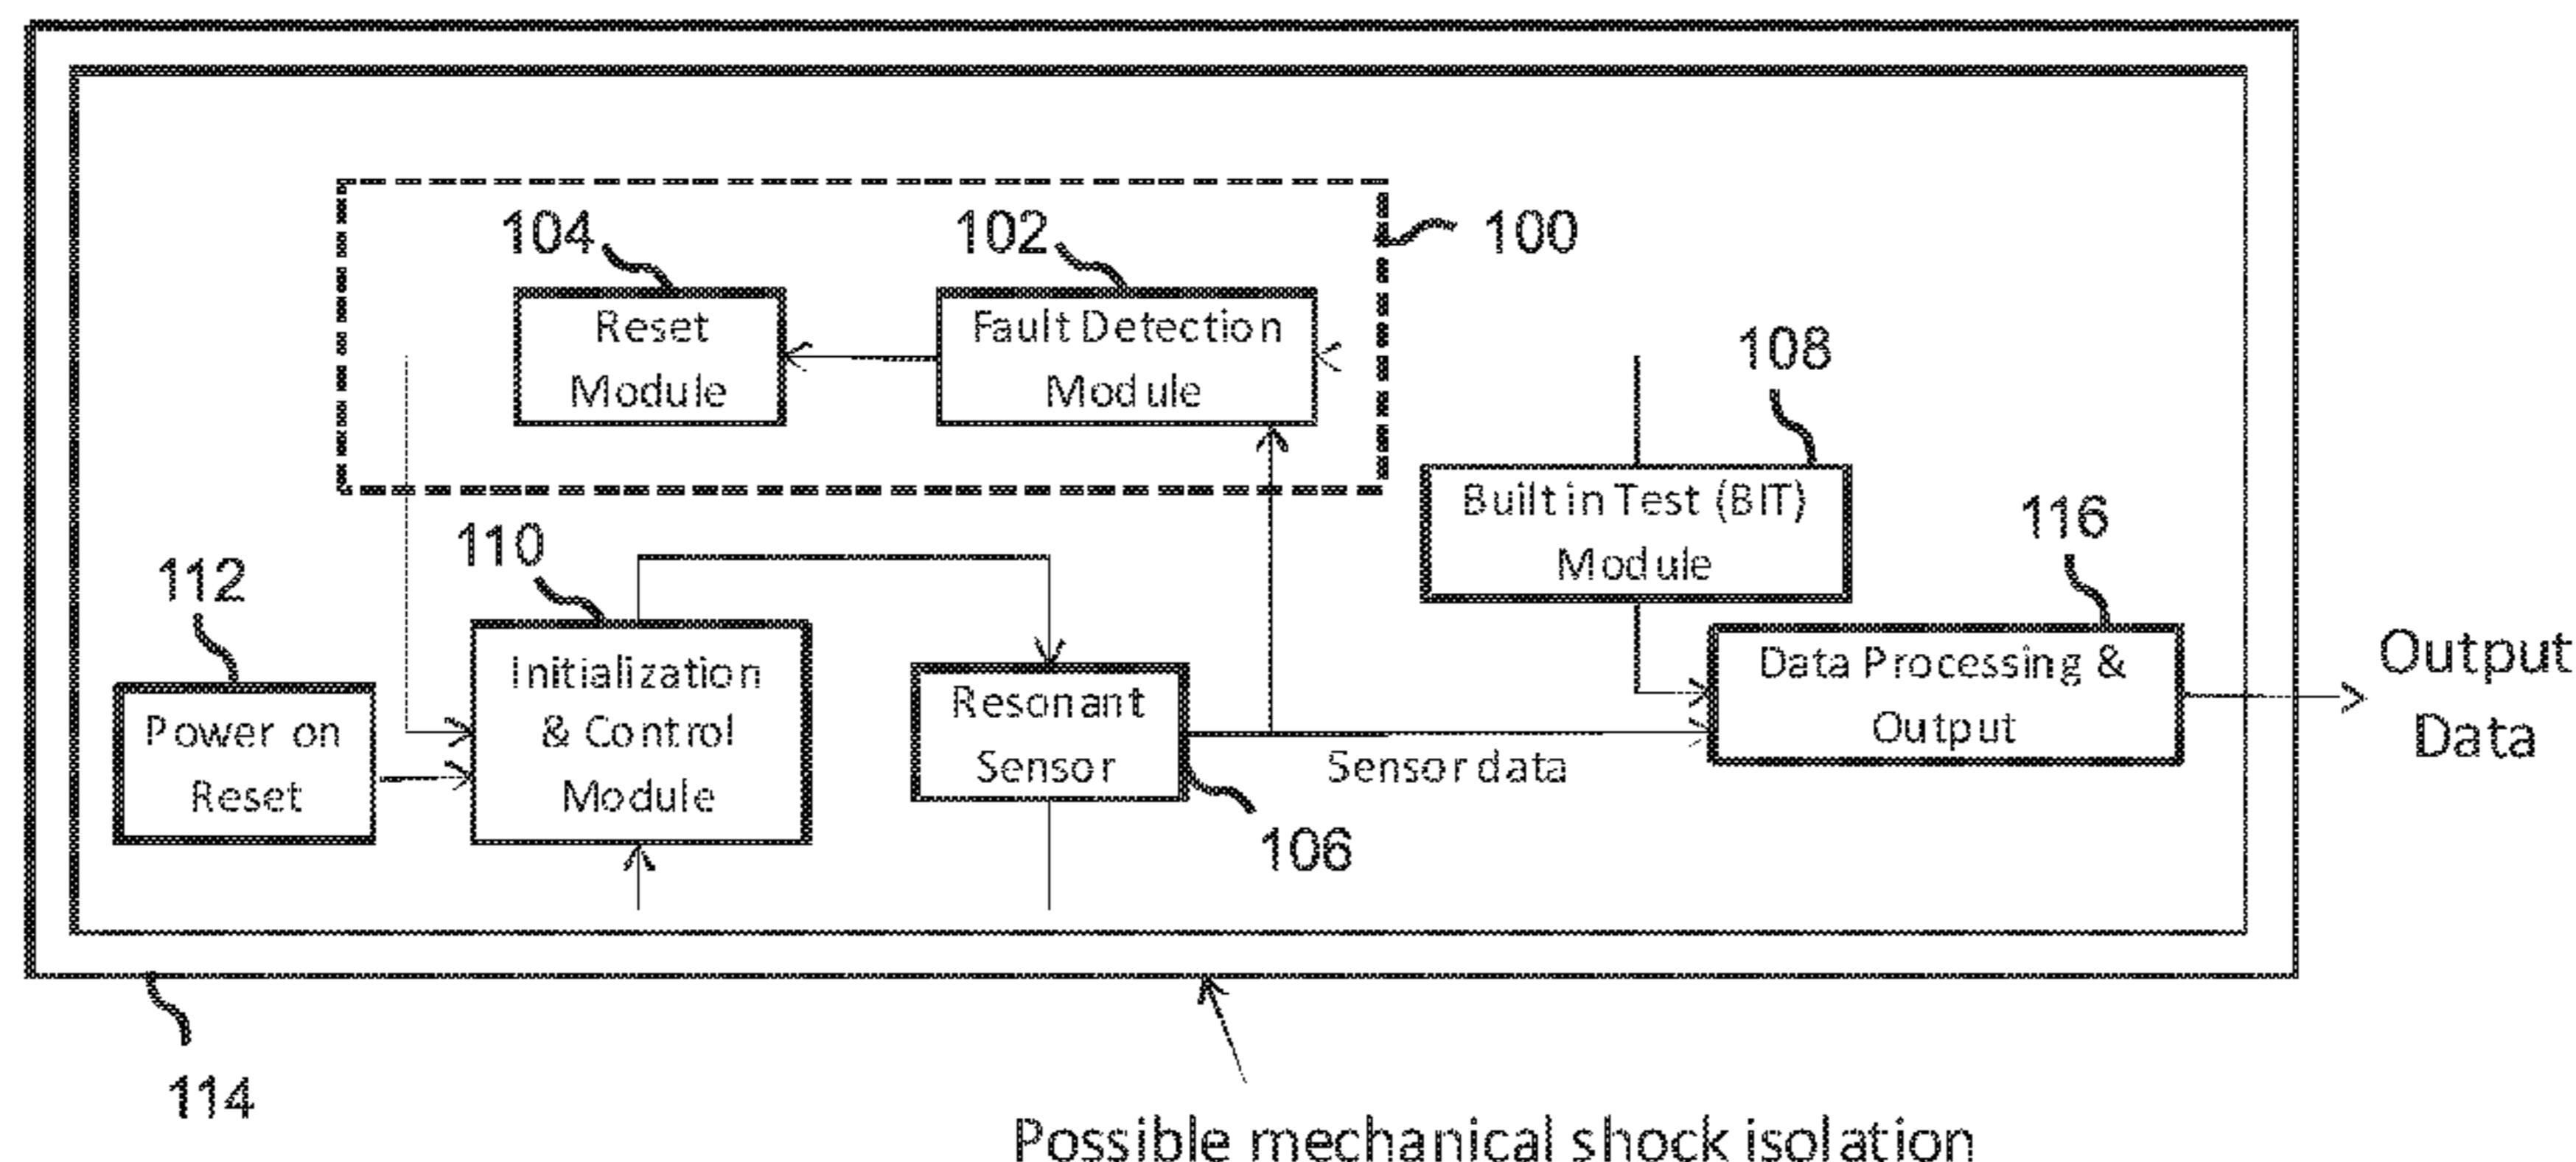 104
102
100
Reset
Module
Fault Detection
Module
108
Built in Test (BIT)
Module
116
110
112
Initialization
& Control
Module
Power on
Reset
Resonant
Sensor
Sensor data
106
Data Processing &
Output
Output
Data
114
Possible mechanical shock isolation